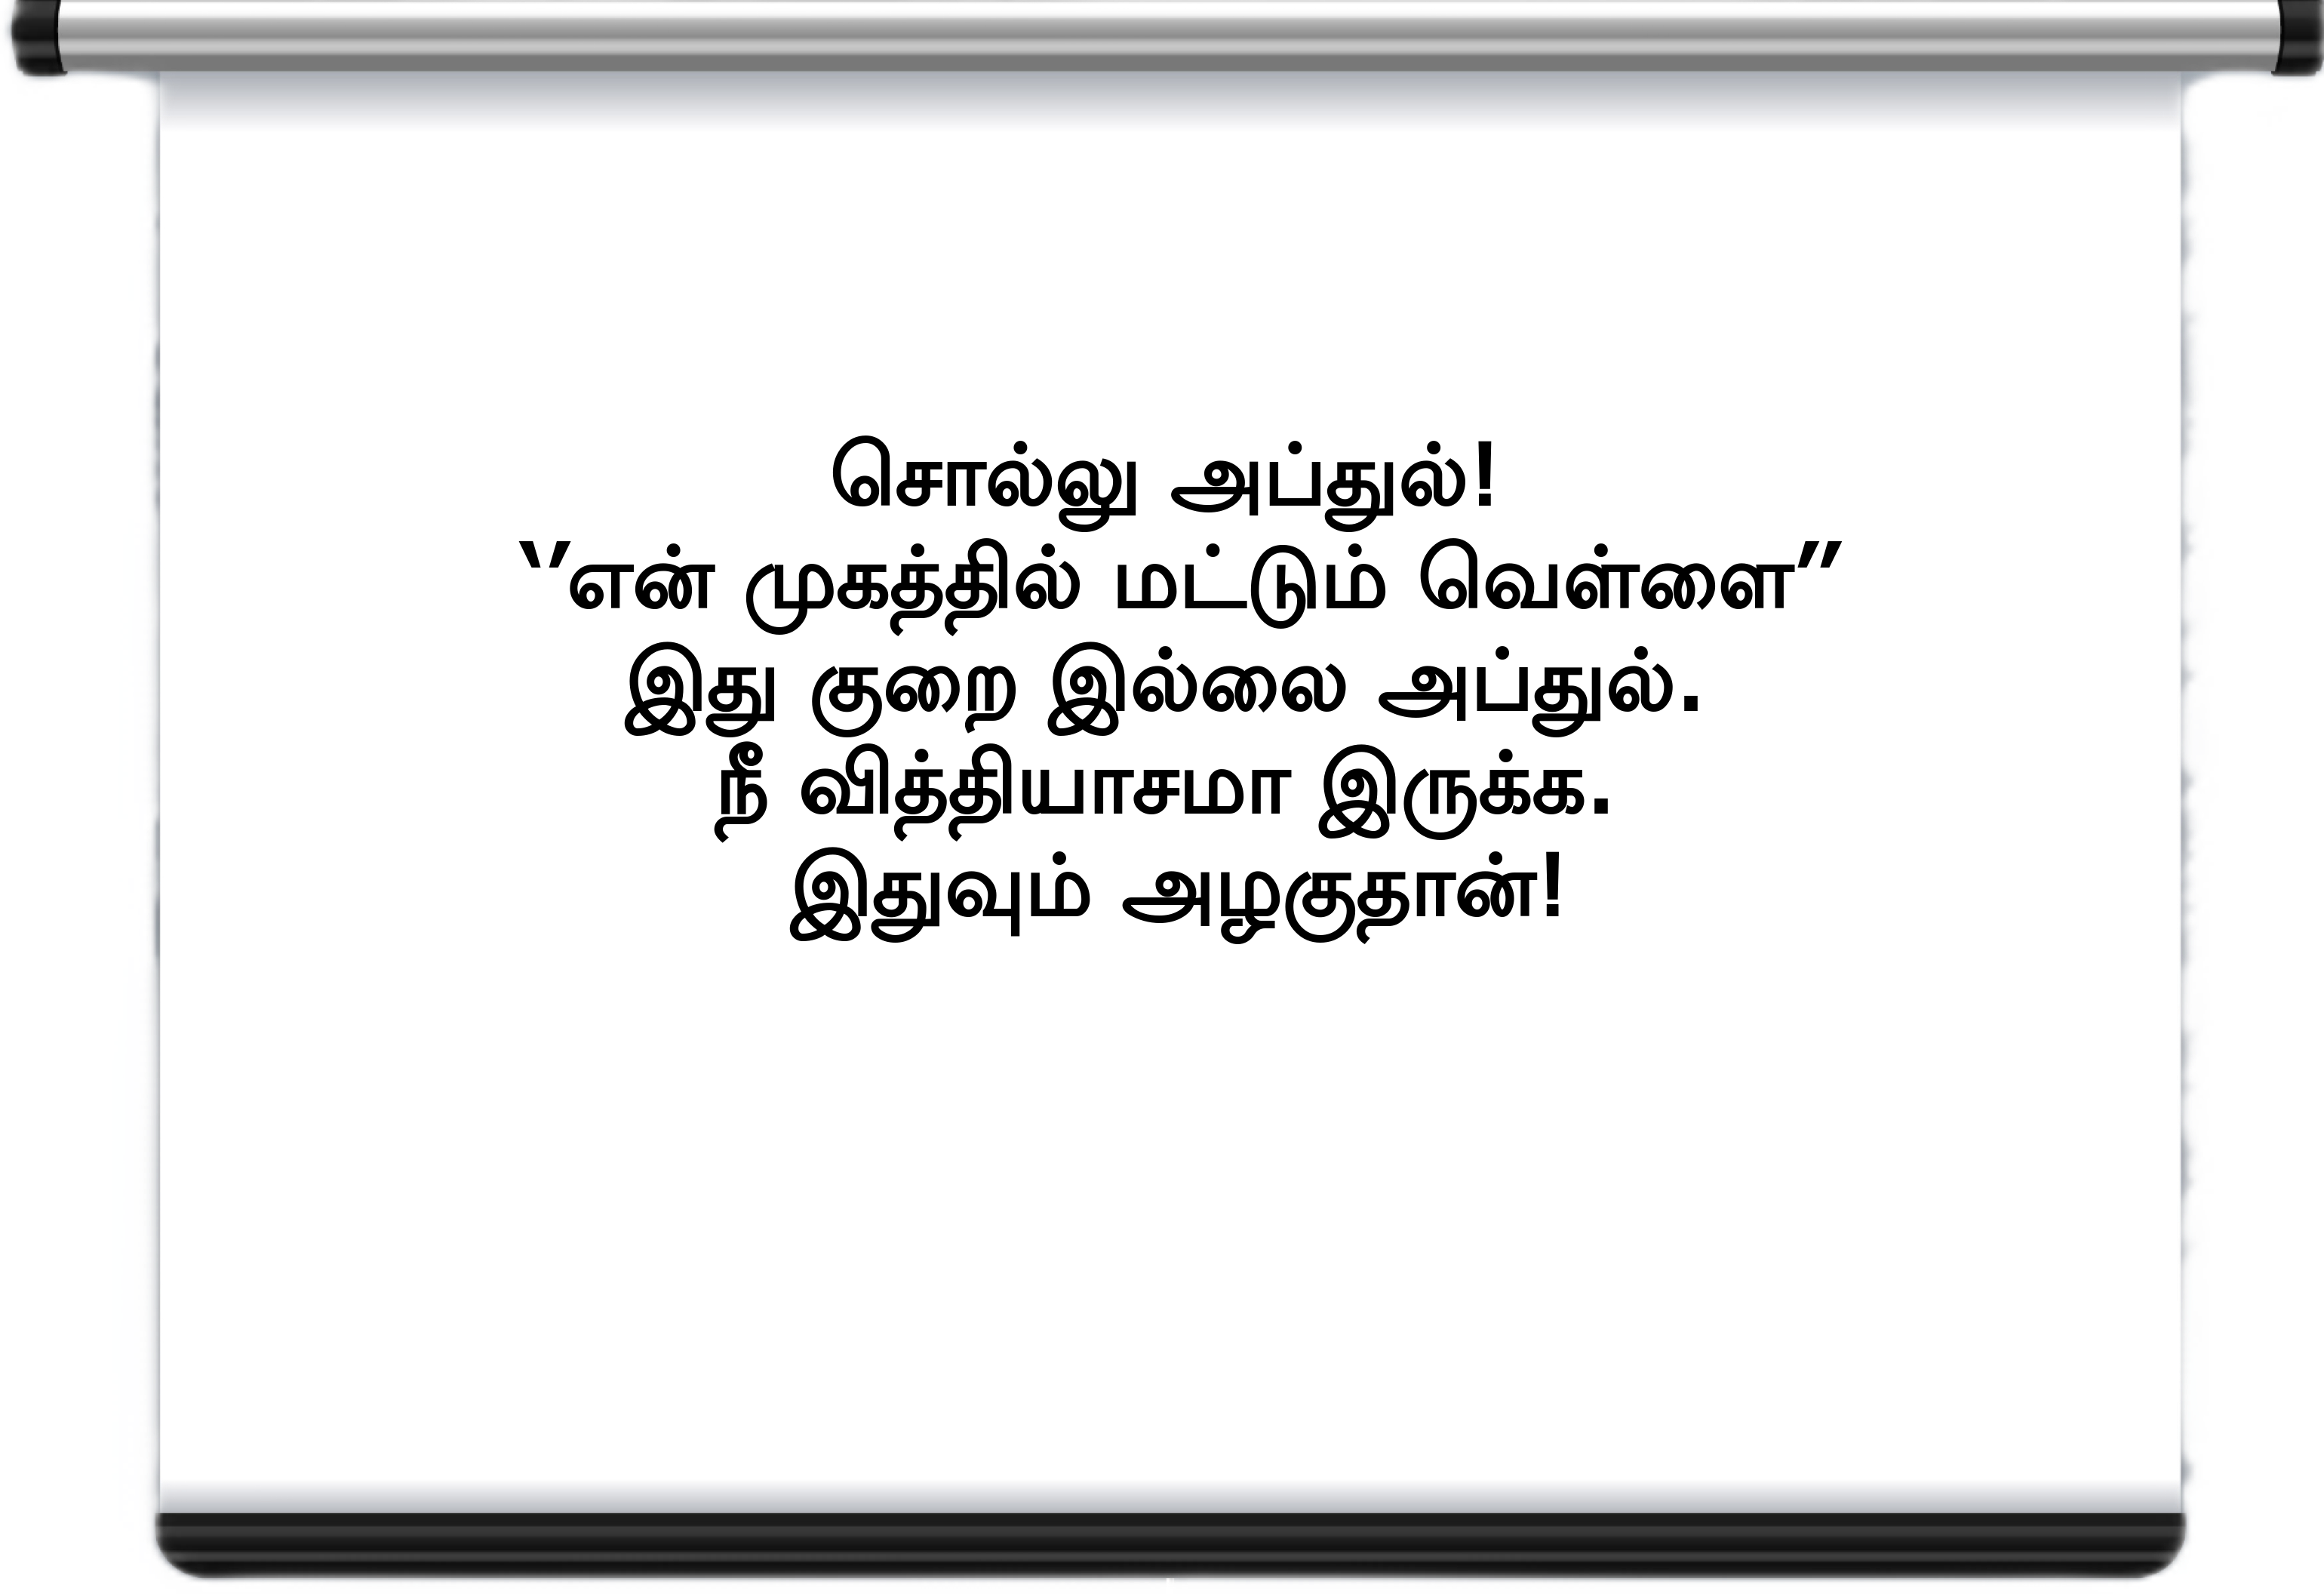 சொல்லு அப்துல்!
“என் முகத்தில் மட்டும் வெள்ளை”
இது குறை இல்லை அப்துல்.
நீ வித்தியாசமா இருக்க.
இதுவும் அழகுதான்!